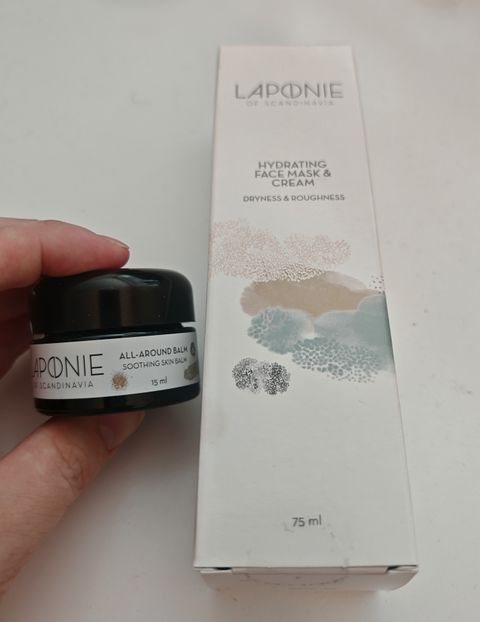 LAPONIE
OF SCANDINAVIA
HYDRATING
FACE MASK &
CREAM
DRYNESS & ROUGHNESS
75 ml
LAPONIE
OF SCANDINAVIA
ALL-AROUND BALM
SOOTHING SKIN BALM
15 ml